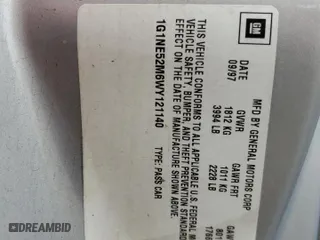 GM
MFD BY GENERAL MOTORS CORP
DATE GVWR GAWR FRT
09/97 1812 KG 1011 KG
3994 LB 2228 LB
THIS VEHICLE CONFORMS TO ALL APPLICABLE U.S. FEDERAL
VEHICLE SAFETY, BUMPER, AND THEFT PREVENTION STANDARD
EFFECT ON THE DATE OF MANUFACTURE SHOWN ABOVE.
1G1NE52M6WY121140 TYPE: PASS CAR
DREAMBID